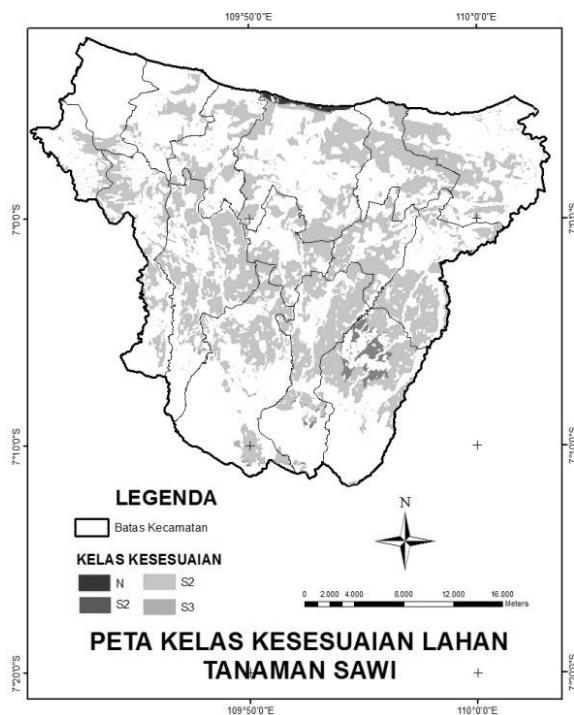 109°50'0"E 110°0'0"E
7°0'0"S 7°0'0"S
7°10'0"S 7°10'0"S
LEGENDA
Batas Kecamatan
KELAS KESESUAIAN
N S2
S2 S3
N
0 2.000 4.000 8.000 12.000 16.000
Meters
PETA KELAS KESESUAIAN LAHAN
TANAMAN SAWI
7°20'0"S 7°20'0"S
109°50'0"E 110°0'0"E